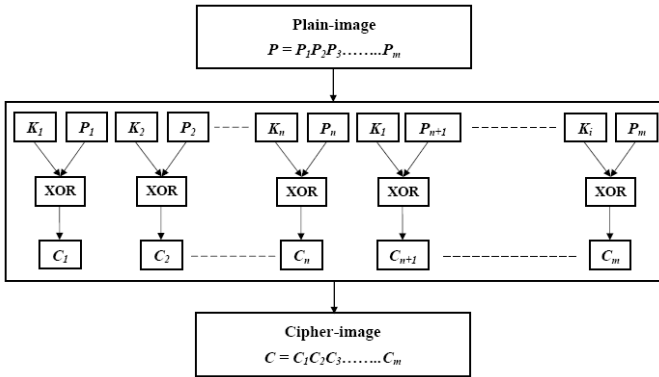 Plain-image
P = P₁P₂P₃........Pₘ
K₁ P₁ K₂ P₂ Kₙ Pₙ K₁ Pₙ₊₁ Kᵢ Pₘ
XOR XOR XOR XOR XOR
C₁ C₂ Cₙ Cₙ₊₁ Cₘ
Cipher-image
C = C₁C₂C₃........Cₘ